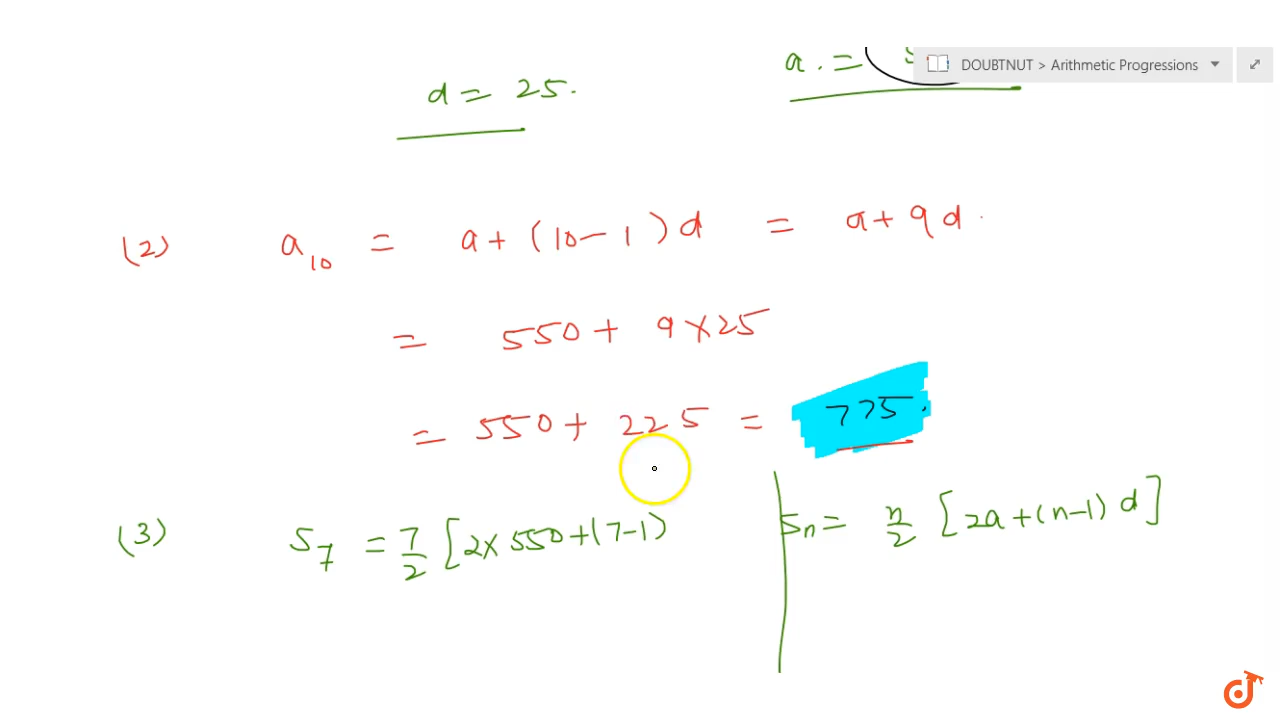 a. =
DOUBTNUT > Arithmetic Progressions
d = 25.
(2) a10 = a + (10 - 1) d = a + 9d.
= 550 + 9 × 25
= 550 + 225 = 775.
(3) S7 = 7/2 [2 × 550 + (7-1)
Sn = n/2 [2a + (n-1) d]